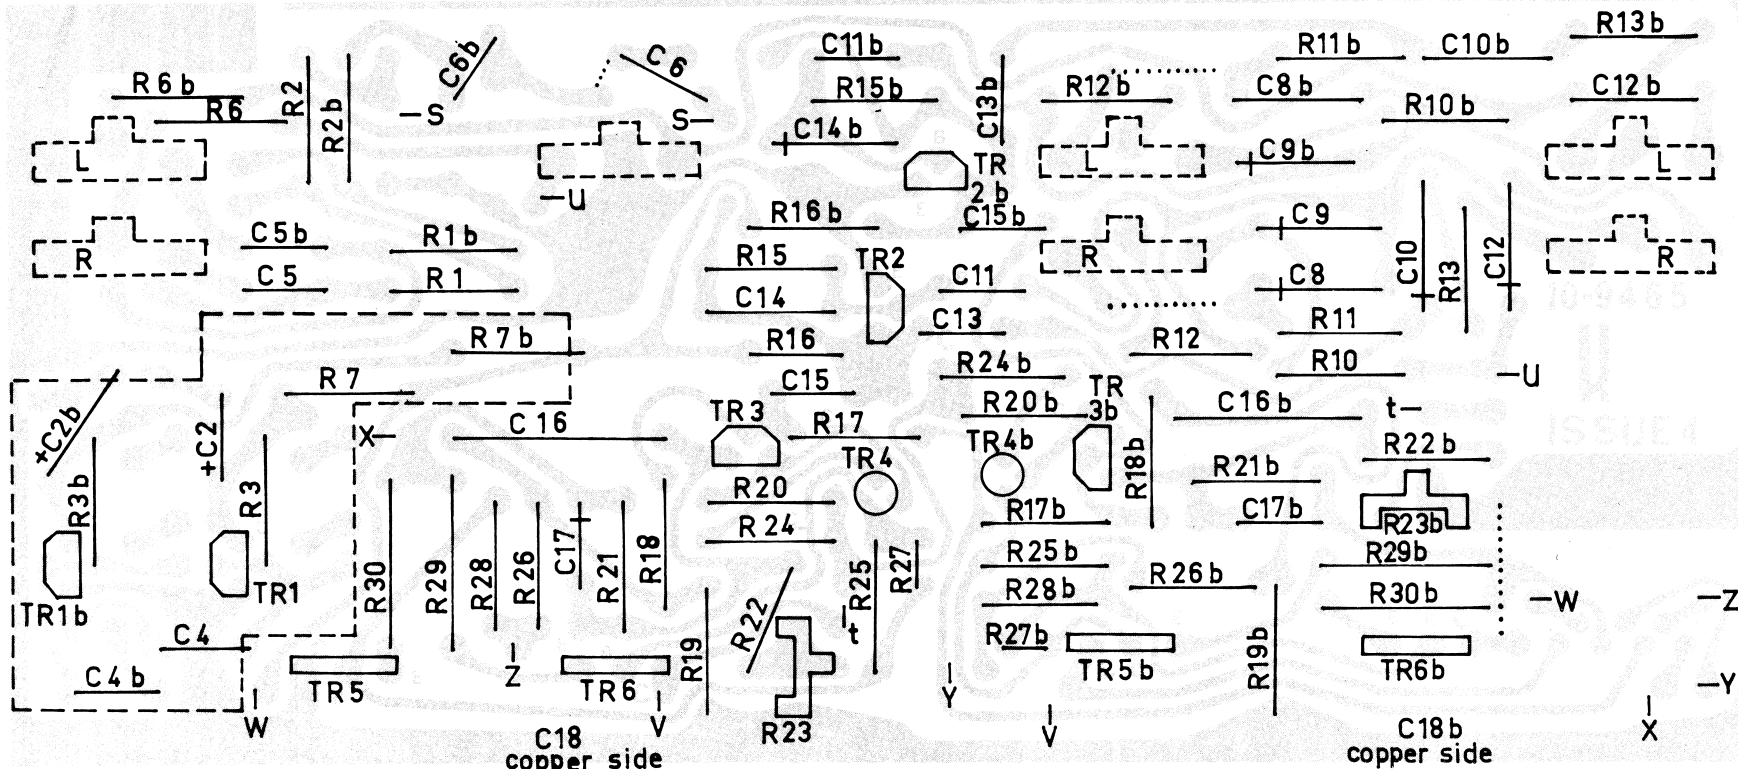 R13b
C11b
R11b
C10b
C6b
C6
R6b
R2
R15b
C13b
R12b
C8b
C12b
R6
R2b
S
S
R10b
C14b
L
TR
2b
L
C9b
L
U
R16b
C15b
C9
C5b
R1b
R15
TR2
R
R
C10
R13
C12
R
C5
R1
C14
C11
C8
10-9465
C13
R11
R7b
R16
R12
R7
C15
R24b
R10
U
ISSUE 4
+C2b
+C2
X
C16
TR3
R17
R20b
TR
3b
C16b
t
TR4
TR4b
R18b
R22b
R3b
R3
R20
R21b
R17b
C17b
R23b
R24
R30
R29
R28
R26
C17
R21
R18
R25
R27
R25b
R29b
TR1b
TR1
R28b
R26b
R30b
W
Z
C4
R22
t
R27b
C4b
TR5
Z
TR6
R19
Y
TR5b
R19b
TR6b
Y
W
V
R23
V
X
C18
copper side
C18b
copper side